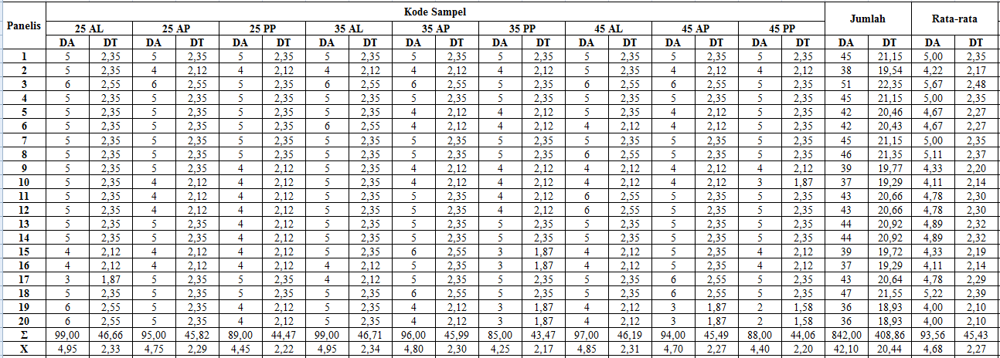 Panelis Kode Sampel Jumlah Rata-rata
25 AL 25 AP 25 PP 35 AL 25 AP 35 PP 45 AL 45 AP 45 PP
DA DT DA DT DA DT DA DT DA DT DA DT DA DT DA DT DA DT DA DT DA DT
1 5 2,35 5 2,35 5 2,35 5 2,35 5 2,35 5 2,35 5 2,35 5 2,35 5 2,35 45 21,15 5,00 2,35
2 5 2,35 4 2,12 4 2,12 4 2,12 4 2,12 4 2,12 5 2,35 4 2,12 4 2,12 38 19,54 4,22 2,17
3 6 2,55 6 2,55 5 2,35 6 2,55 6 2,55 5 2,35 6 2,55 6 2,55 5 2,35 51 22,35 5,67 2,48
4 5 2,35 5 2,35 5 2,35 5 2,35 5 2,35 5 2,35 5 2,35 5 2,35 5 2,35 45 21,15 5,00 2,35
5 5 2,35 5 2,35 5 2,35 5 2,35 4 2,12 4 2,12 5 2,35 4 2,12 5 2,35 42 20,46 4,67 2,27
6 5 2,35 5 2,35 5 2,35 6 2,55 4 2,12 4 2,12 4 2,12 4 2,12 5 2,35 42 20,43 4,67 2,27
7 5 2,35 5 2,35 5 2,35 5 2,35 5 2,35 5 2,35 5 2,35 5 2,35 5 2,35 45 21,15 5,00 2,35
8 5 2,35 5 2,35 5 2,35 5 2,35 5 2,35 5 2,35 6 2,55 5 2,35 5 2,35 46 21,35 5,11 2,37
9 5 2,35 5 2,35 4 2,12 5 2,35 4 2,12 4 2,12 4 2,12 4 2,12 4 2,12 39 19,77 4,33 2,20
10 5 2,35 4 2,12 4 2,12 5 2,35 4 2,12 4 2,12 4 2,12 4 2,12 3 1,87 37 19,29 4,11 2,14
11 5 2,35 4 2,12 4 2,12 5 2,35 5 2,35 4 2,12 6 2,55 5 2,35 5 2,35 43 20,66 4,78 2,30
12 5 2,35 4 2,12 4 2,12 5 2,35 5 2,35 4 2,12 6 2,55 5 2,35 5 2,35 43 20,66 4,78 2,30
13 5 2,35 5 2,35 4 2,12 5 2,35 5 2,35 5 2,35 5 2,35 5 2,35 5 2,35 44 20,92 4,89 2,32
14 5 2,35 5 2,35 4 2,12 5 2,35 5 2,35 5 2,35 5 2,35 5 2,35 5 2,35 44 20,92 4,89 2,32
15 4 2,12 4 2,12 4 2,12 5 2,35 6 2,55 3 1,87 4 2,12 5 2,35 4 2,12 39 19,72 4,33 2,19
16 4 2,12 4 2,12 4 2,12 4 2,12 5 2,35 3 1,87 4 2,12 5 2,35 4 2,12 37 19,29 4,11 2,14
17 3 1,87 5 2,35 5 2,35 4 2,12 5 2,35 5 2,35 5 2,35 6 2,55 5 2,35 43 20,64 4,78 2,29
18 5 2,35 5 2,35 5 2,35 5 2,35 6 2,55 5 2,35 5 2,35 6 2,55 5 2,35 47 21,55 5,22 2,39
19 6 2,55 5 2,35 4 2,12 5 2,35 4 2,12 3 1,87 4 2,12 3 1,87 2 1,58 36 18,93 4,00 2,10
20 6 2,55 5 2,35 4 2,12 5 2,35 4 2,12 3 1,87 4 2,12 3 1,87 2 1,58 36 18,93 4,00 2,10
Σ 99,00 46,66 95,00 45,82 89,00 44,47 99,00 46,71 96,00 45,99 85,00 43,47 97,00 46,19 94,00 45,49 88,00 44,06 842,00 408,86 93,56 45,43
X 4,95 2,33 4,75 2,29 4,45 2,22 4,95 2,34 4,80 2,30 4,25 2,17 4,85 2,31 4,70 2,27 4,40 2,20 42,10 20,44 4,68 2,27